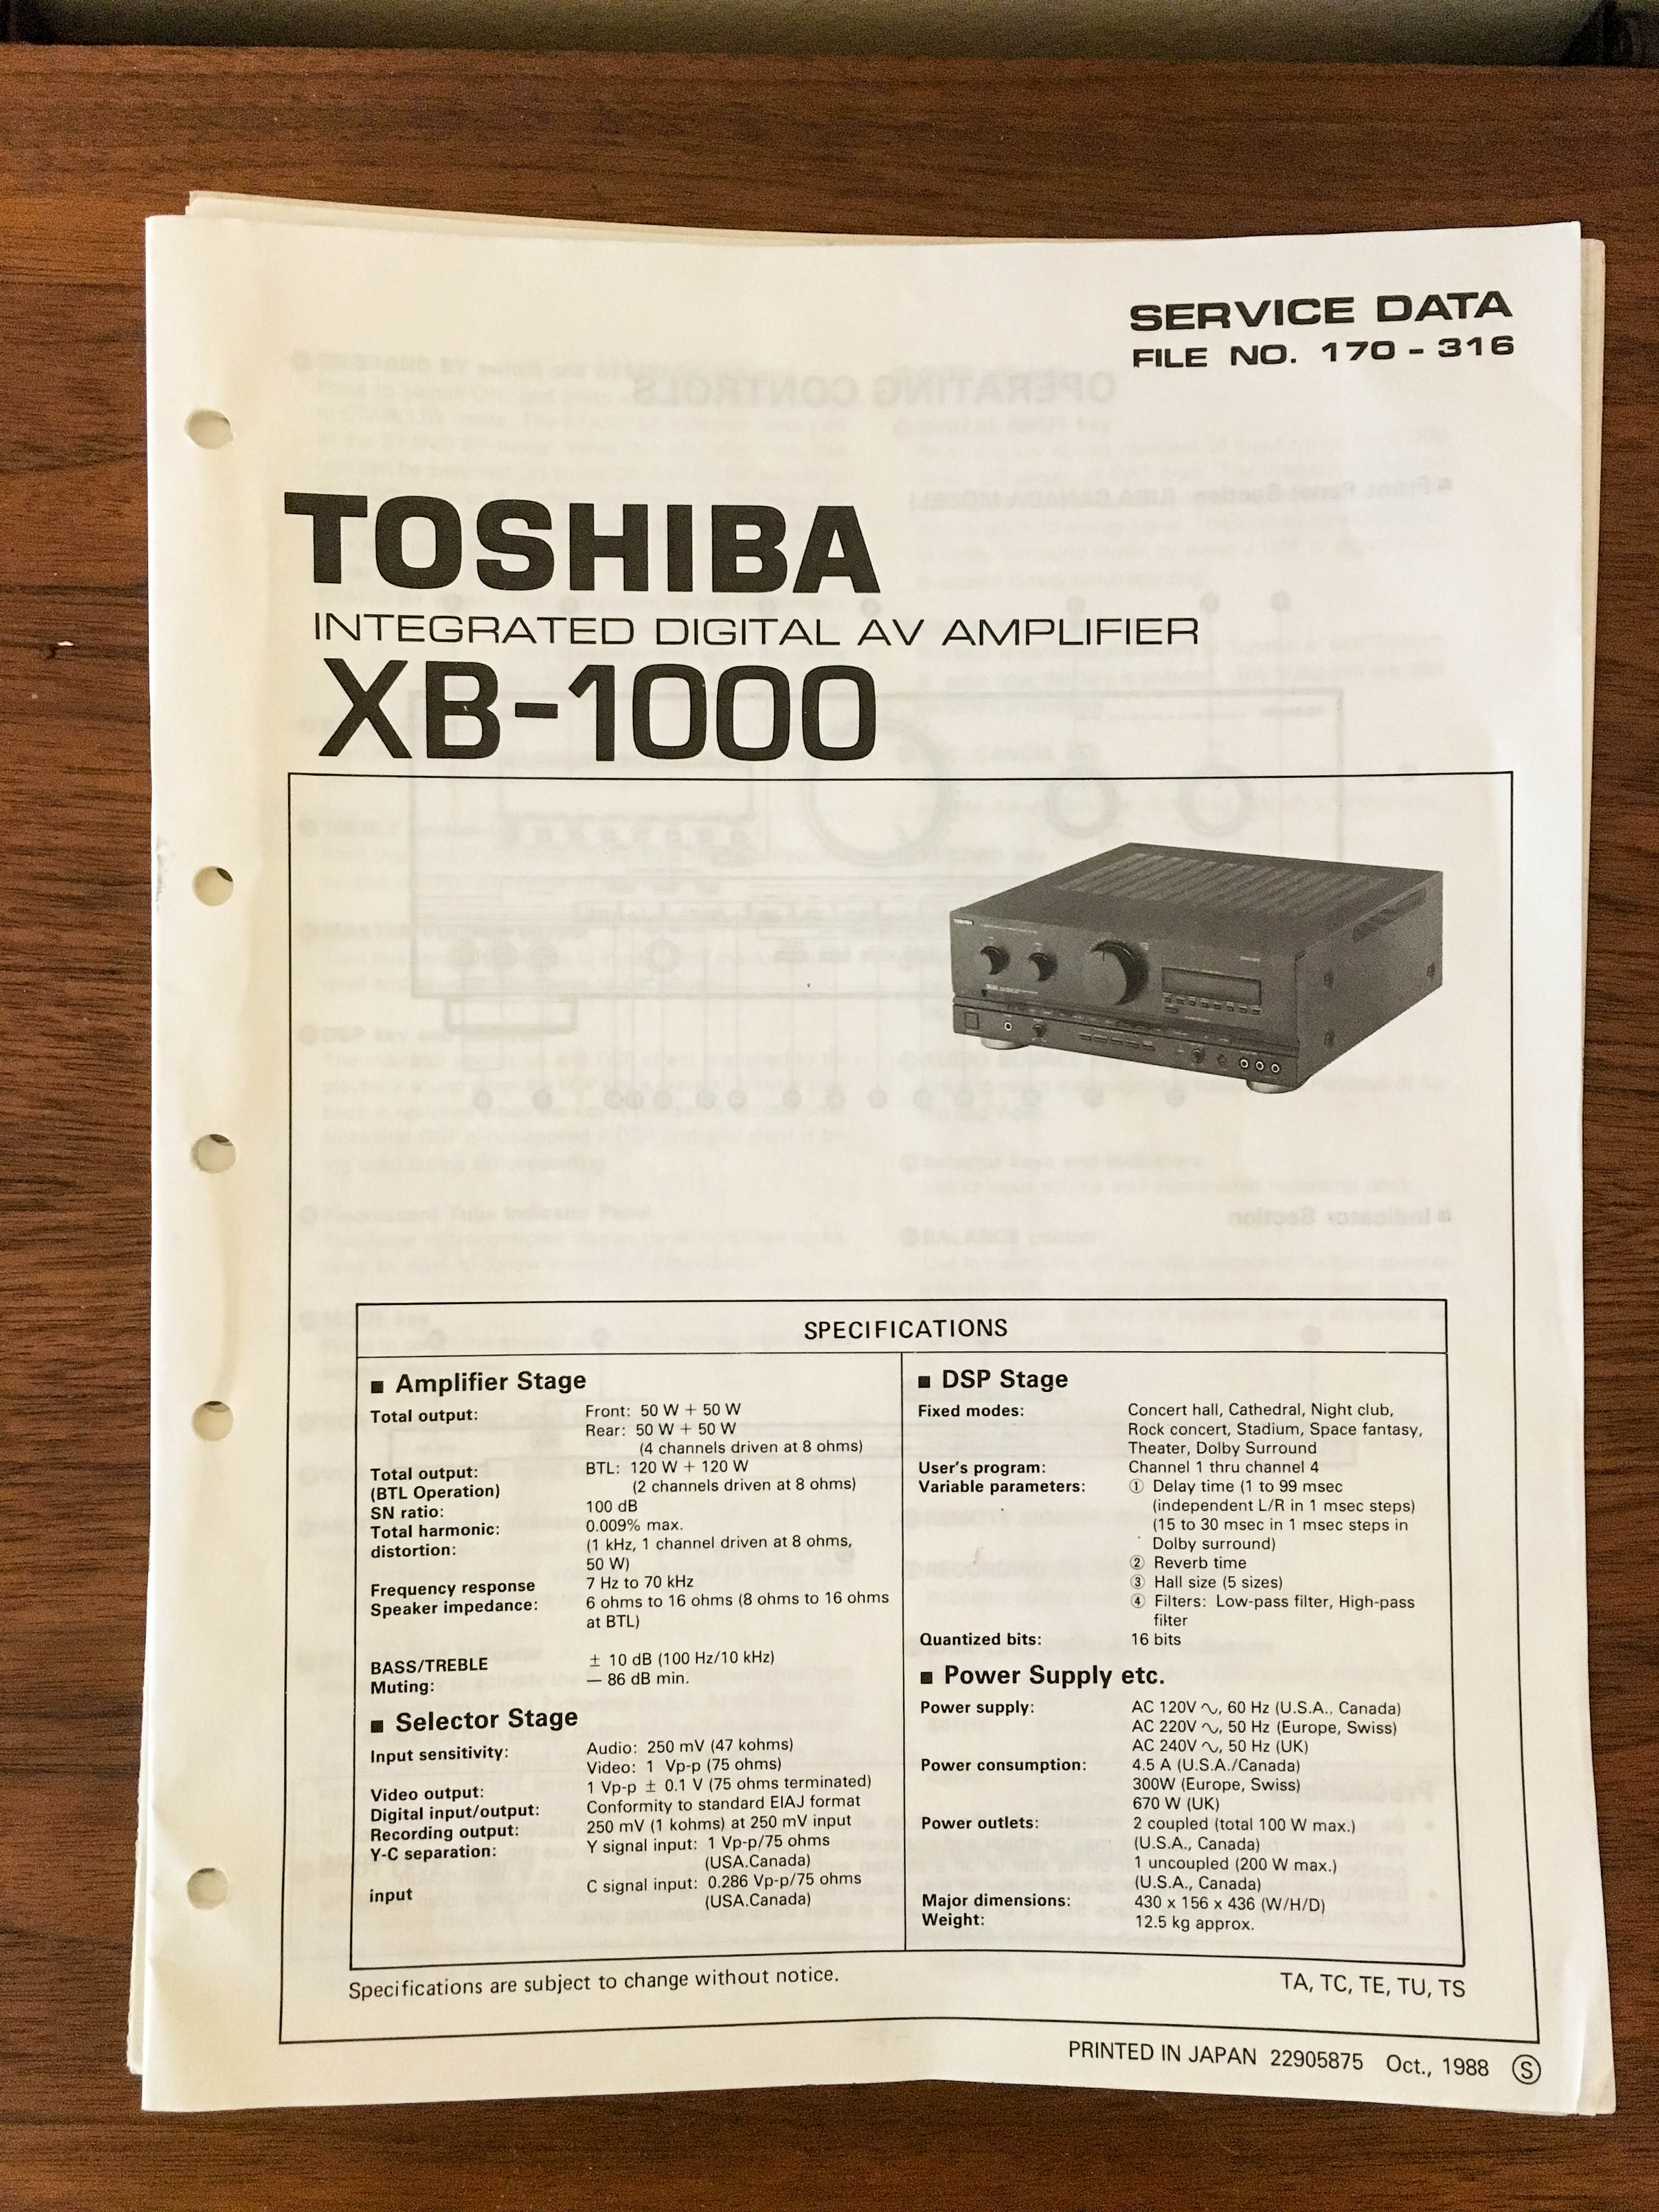 SERVICE DATA
FILE NO. 170 - 316
TOSHIBA
INTEGRATED DIGITAL AV AMPLIFIER
XB-1000
TOSHIBA
SPECIFICATIONS
■ Amplifier Stage
Total output: Front: 50 W + 50 W
Rear: 50 W + 50 W
(4 channels driven at 8 ohms)
Total output: BTL: 120 W + 120 W
(BTL Operation) (2 channels driven at 8 ohms)
SN ratio: 100 dB
Total harmonic: 0.009% max.
distortion: (1 kHz, 1 channel driven at 8 ohms,
50 W)
Frequency response 7 Hz to 70 kHz
Speaker impedance: 6 ohms to 16 ohms (8 ohms to 16 ohms
at BTL)
BASS/TREBLE ± 10 dB (100 Hz/10 kHz)
Muting: — 86 dB min.
■ Selector Stage
Input sensitivity: Audio: 250 mV (47 kohms)
Video: 1 Vp-p (75 ohms)
Video output: 1 Vp-p ± 0.1 V (75 ohms terminated)
Digital input/output: Conformity to standard EIAJ format
Recording output: 250 mV (1 kohms) at 250 mV input
Y-C separation: Y signal input: 1 Vp-p/75 ohms
(USA.Canada)
input C signal input: 0.286 Vp-p/75 ohms
(USA.Canada)
■ DSP Stage
Fixed modes: Concert hall, Cathedral, Night club,
Rock concert, Stadium, Space fantasy,
Theater, Dolby Surround
User's program: Channel 1 thru channel 4
Variable parameters: ① Delay time (1 to 99 msec
(independent L/R in 1 msec steps)
(15 to 30 msec in 1 msec steps in
Dolby surround)
② Reverb time
③ Hall size (5 sizes)
④ Filters: Low-pass filter, High-pass
filter
Quantized bits: 16 bits
■ Power Supply etc.
Power supply: AC 120V ∿, 60 Hz (U.S.A., Canada)
AC 220V ∿, 50 Hz (Europe, Swiss)
AC 240V ∿, 50 Hz (UK)
Power consumption: 4.5 A (U.S.A./Canada)
300W (Europe, Swiss)
670 W (UK)
Power outlets: 2 coupled (total 100 W max.)
(U.S.A., Canada)
1 uncoupled (200 W max.)
(U.S.A., Canada)
Major dimensions: 430 x 156 x 436 (W/H/D)
Weight: 12.5 kg approx.
Specifications are subject to change without notice.
TA, TC, TE, TU, TS
PRINTED IN JAPAN 22905875 Oct., 1988 Ⓢ